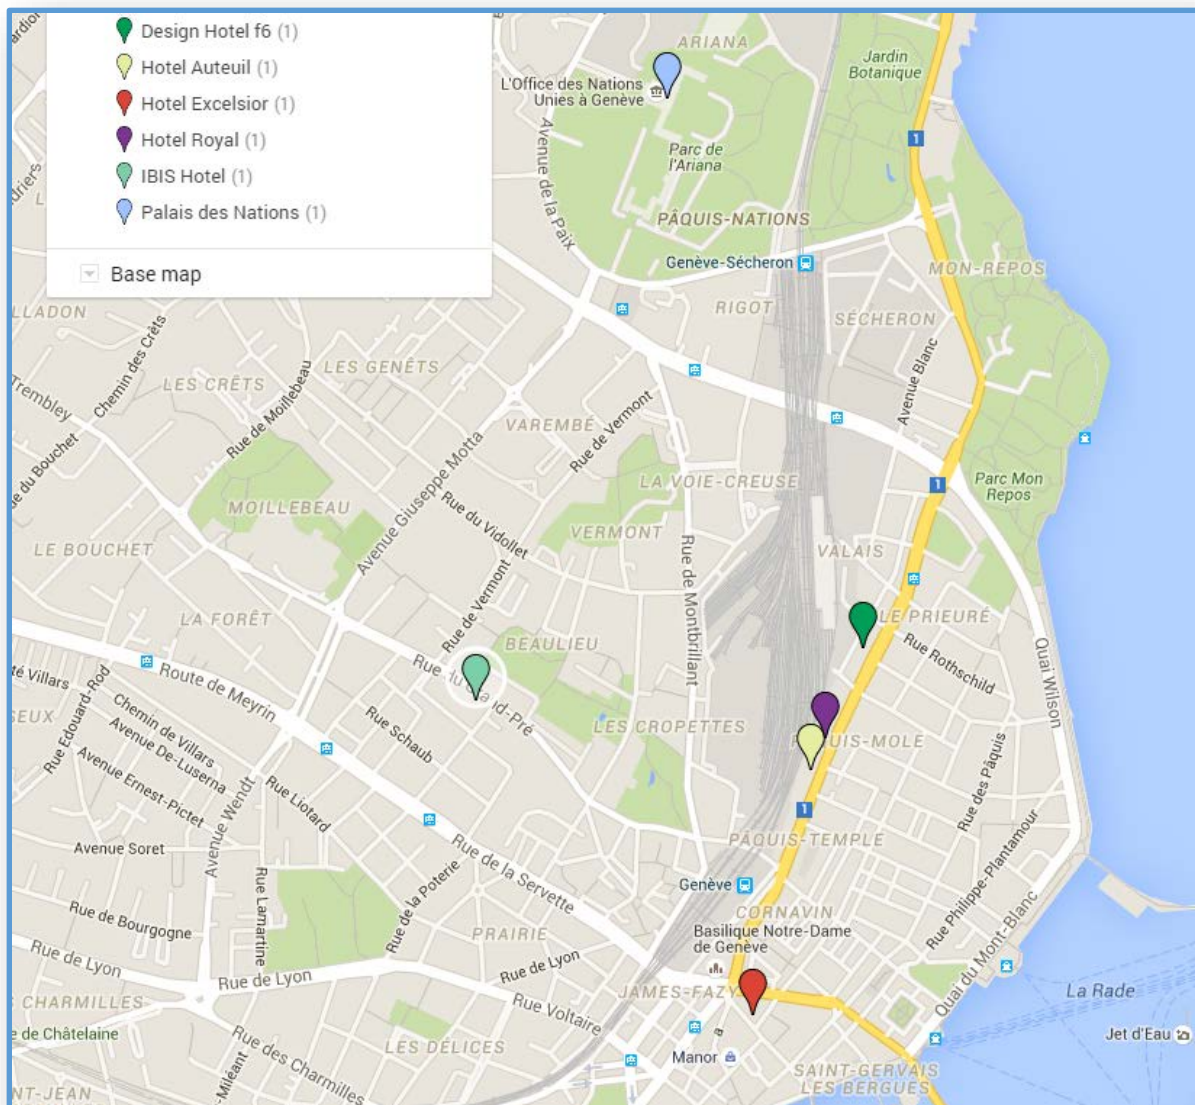 Design Hotel f6 (1)
Hotel Auteuil (1)
Hotel Excelsior (1)
Hotel Royal (1)
IBIS Hotel (1)
Palais des Nations (1)
Base map
ARIANA
L'Office des Nations
Unies à Genève
Jardin
Botanique
1
Avenue de la Paix
Parc de
l'Ariana
PÂQUIS-NATIONS
Genève-Sécheron
MON-REPOS
RIGOT
SÉCHERON
LES GENÊTS
LES CRÊTS
Chemin des Crêts
Trembley
Rue de Moillebeau
Avenue Blanc
VAREMBÉ
Rue de Vermont
Avenue Giuseppe Motta
LA VOIE-CREUSE
1
Parc Mon
Repos
MOILLEBEAU
Rue du Vidollet
VERMONT
LE BOUCHET
VALAIS
Rue de Montbrillant
Rue de Vermont
LA FORÊT
BEAULIEU
LE PRIEURÉ
Rue Rothschild
Quai Wilson
Route de Meyrin
Rue Edouard-Rod
Chemin de Villars
Avenue De-Luserna
Avenue Ernest-Pictet
Rue Schaub
LES CROPETTES
Rue Liotard
Avenue Wendt
1
Rue des Pâquis
PÂQUIS-TEMPLE
Avenue Soret
Rue de la Servette
Rue Philippe-Plantamour
Genève
Rue Lamartine
Rue de la Poterie
Rue de Bourgogne
PRAIRIE
CORNAVIN
Basilique Notre-Dame
de Genève
Quai du Mont-Blanc
Rue de Lyon
Rue de Lyon
Rue de Lyon
Rue Voltaire
JAMES-FAZY
La Rade
CHARMILLES
de Châtelaine
Rue des Charmilles
LES DÉLICES
Manor
Jet d'Eau
SAINT-GERVAIS
LES BERGUES